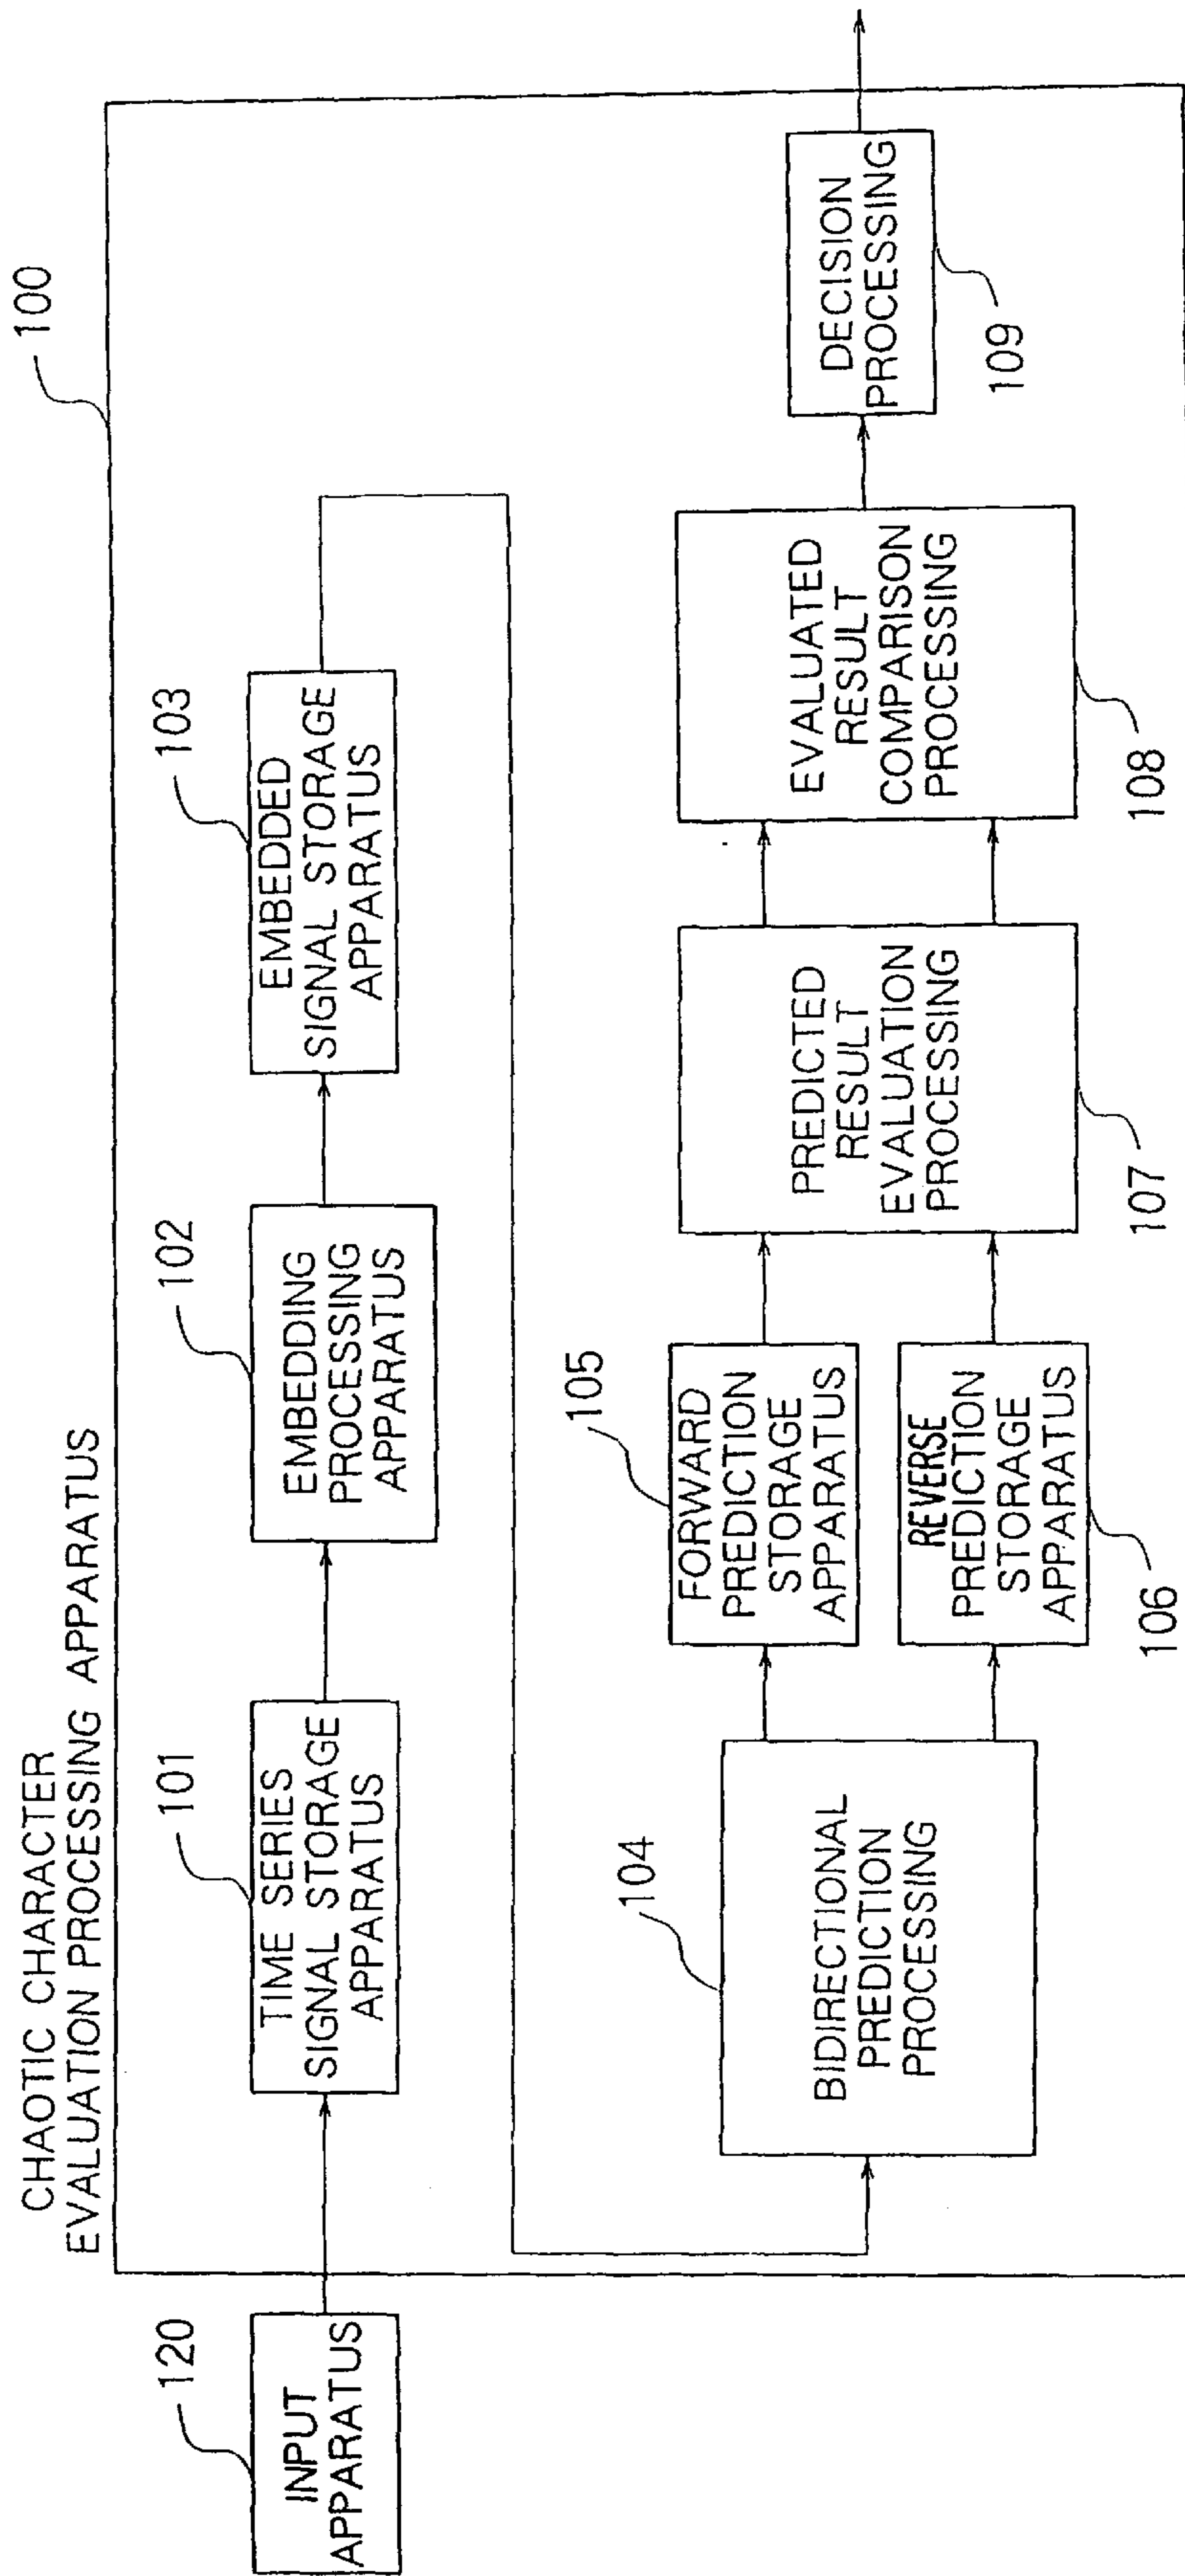 CHAOTIC CHARACTER
EVALUATION PROCESSING APPARATUS
100
120
INPUT
APPARATUS
101
TIME SERIES
SIGNAL STORAGE
APPARATUS
102
EMBEDDING
PROCESSING
APPARATUS
103
EMBEDDED
SIGNAL STORAGE
APPARATUS
104
BIDIRECTIONAL
PREDICTION
PROCESSING
105
FORWARD
PREDICTION
STORAGE
APPARATUS
REVERSE
PREDICTION
STORAGE
APPARATUS
106
PREDICTED
RESULT
EVALUATION
PROCESSING
107
EVALUATED
RESULT
COMPARISON
PROCESSING
108
DECISION
PROCESSING
109